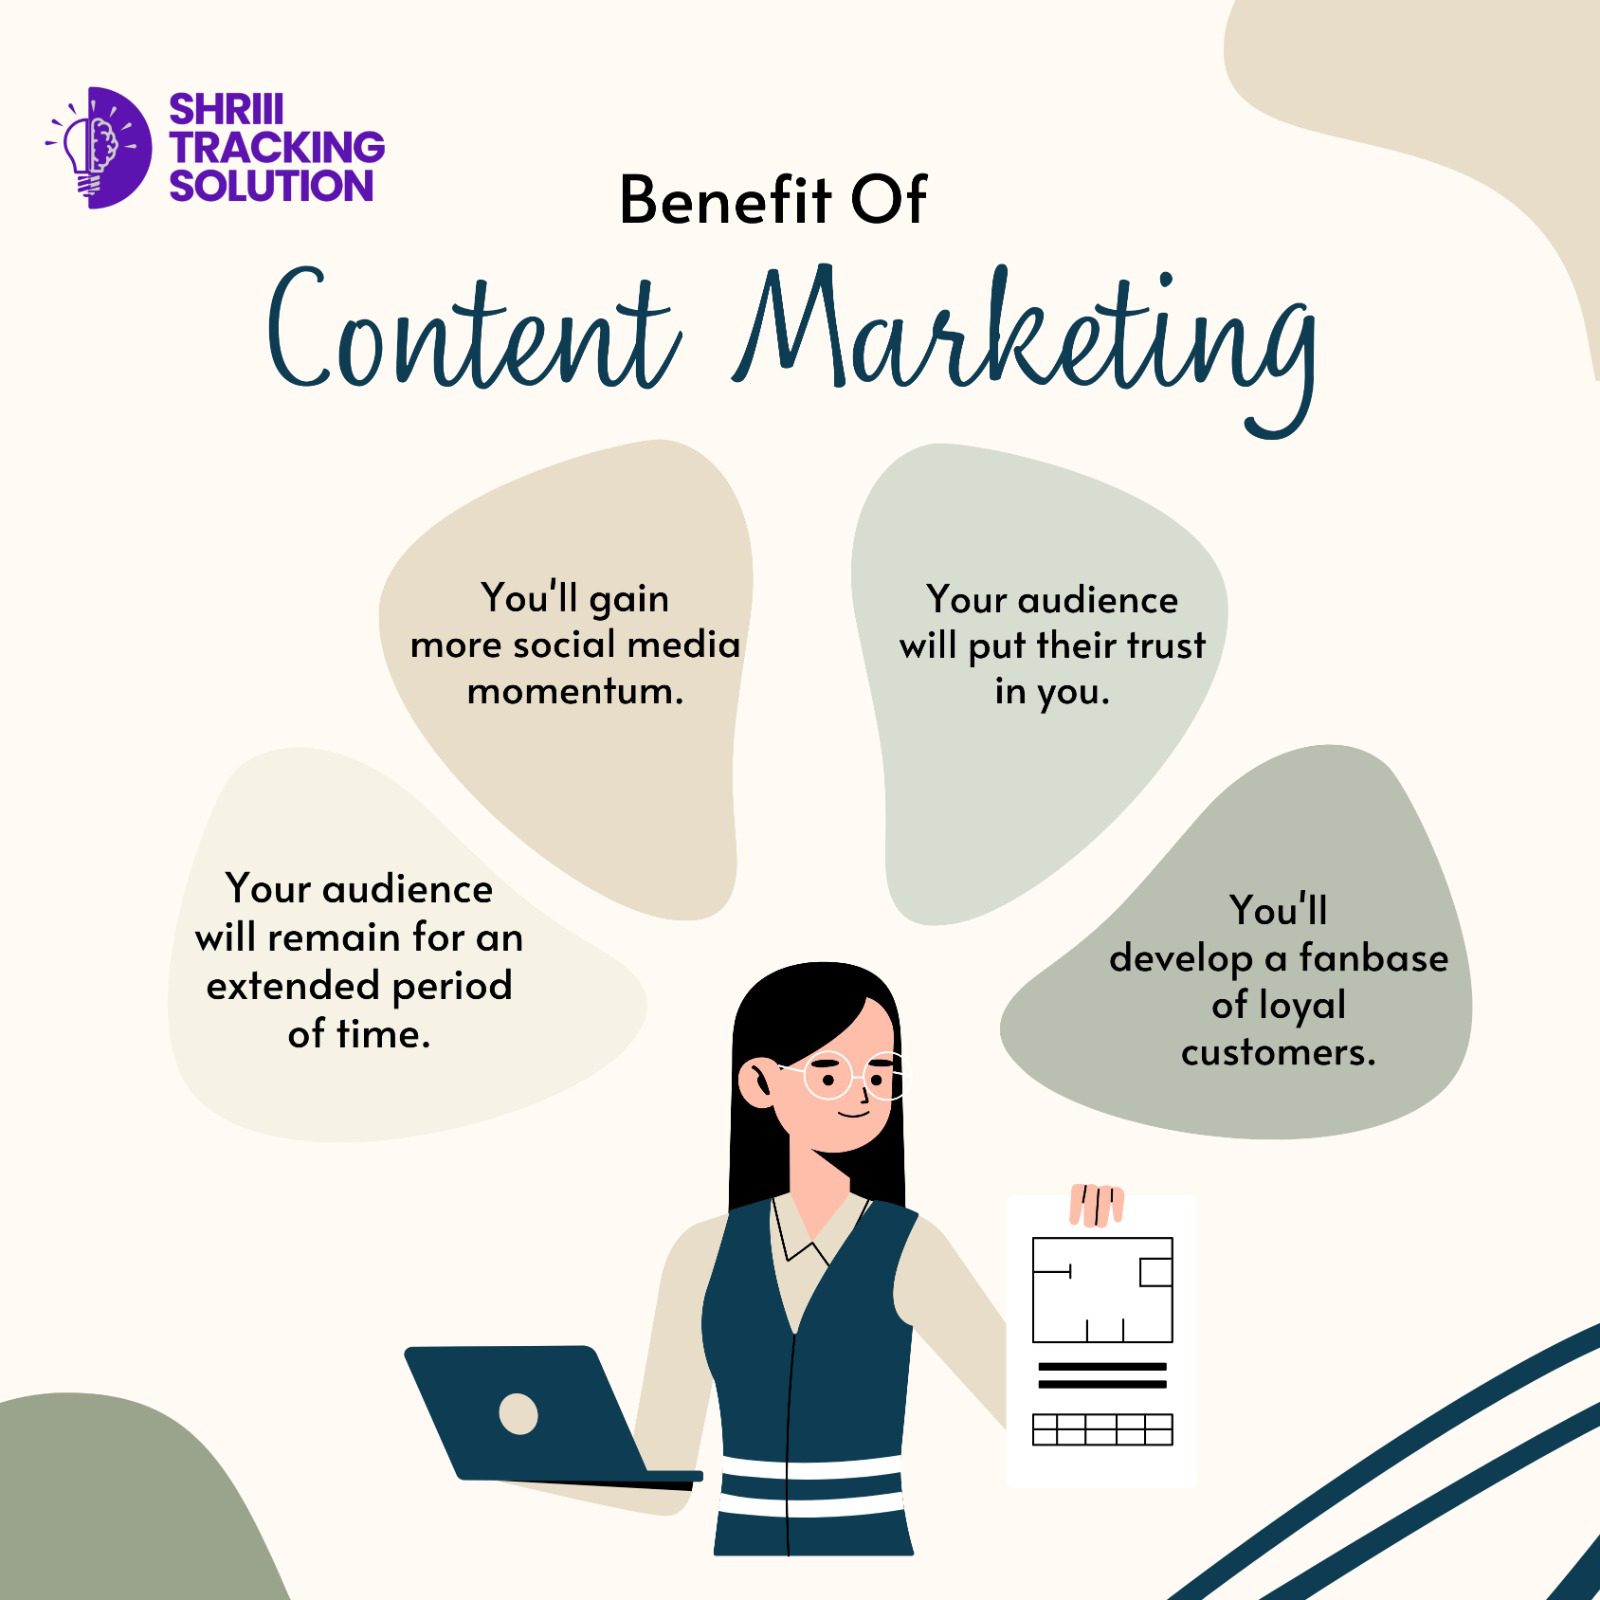 SHRIII
TRACKING
SOLUTION
Benefit Of
Content Marketing
You'll gain
more social media
momentum.
Your audience
will put their trust
in you.
Your audience
will remain for an
extended period
of time.
You'll
develop a fanbase
of loyal
customers.